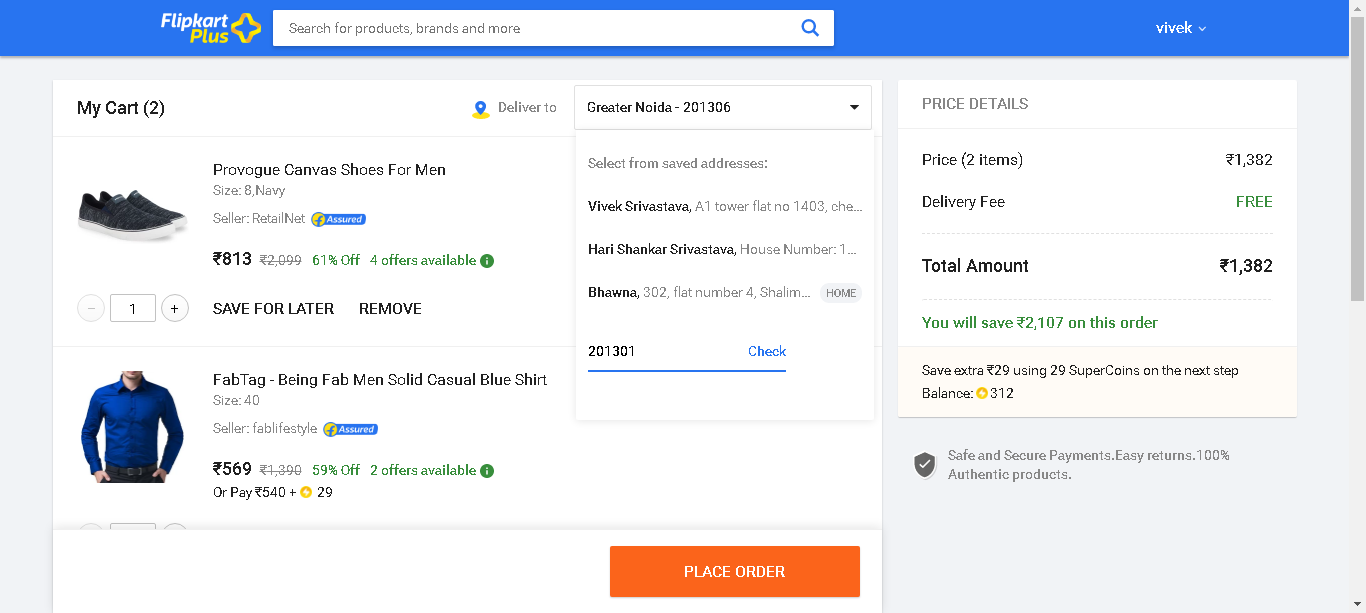 Flipkart
Plus
Search for products, brands and more
vivek
My Cart (2)
Deliver to
Greater Noida - 201306
Select from saved addresses:
Vivek Srivastava, A1 tower flat no 1403, che...
Hari Shankar Srivastava, House Number: 1...
Bhawna, 302, flat number 4, Shalim... HOME
201301 Check
Provogue Canvas Shoes For Men
Size: 8,Navy
Seller: RetailNet f Assured
₹813 ₹2,099 61% Off 4 offers available i
− 1 + SAVE FOR LATER REMOVE
FabTag - Being Fab Men Solid Casual Blue Shirt
Size: 40
Seller: fablifestyle f Assured
₹569 ₹1,390 59% Off 2 offers available i
Or Pay ₹540 + 29
PLACE ORDER
PRICE DETAILS
Price (2 items) ₹1,382
Delivery Fee FREE
Total Amount ₹1,382
You will save ₹2,107 on this order
Save extra ₹29 using 29 SuperCoins on the next step
Balance: 312
Safe and Secure Payments.Easy returns.100%
Authentic products.